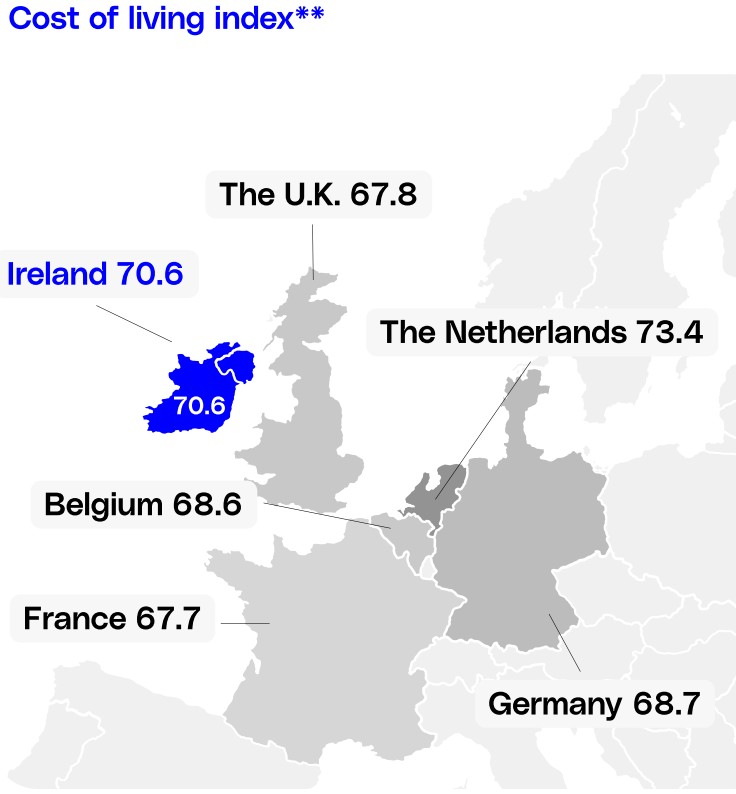 Cost of living index**
The U.K. 67.8
Ireland 70.6
The Netherlands 73.4
70.6
Belgium 68.6
France 67.7
Germany 68.7